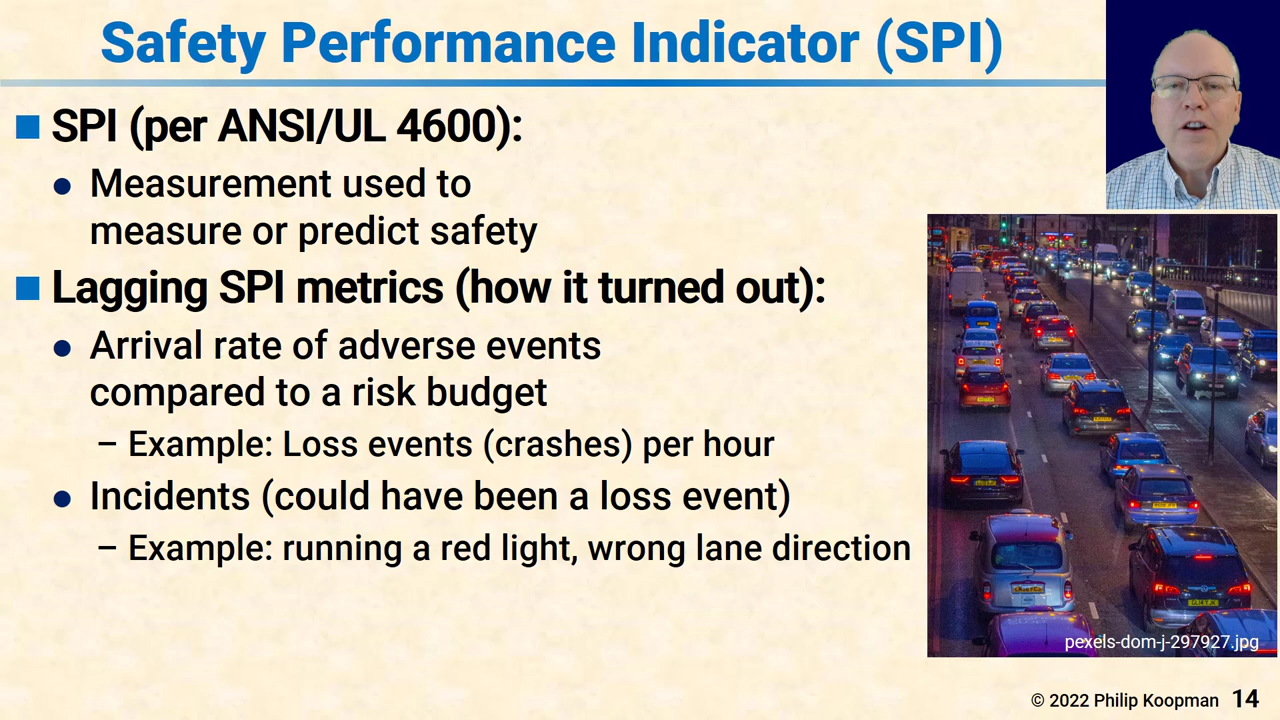 Safety Performance Indicator (SPI)
SPI (per ANSI/UL 4600):
Measurement used to
measure or predict safety
Lagging SPI metrics (how it turned out):
Arrival rate of adverse events
compared to a risk budget
– Example: Loss events (crashes) per hour
Incidents (could have been a loss event)
– Example: running a red light, wrong lane direction
pexels-dom-j-297927.jpg
© 2022 Philip Koopman 14